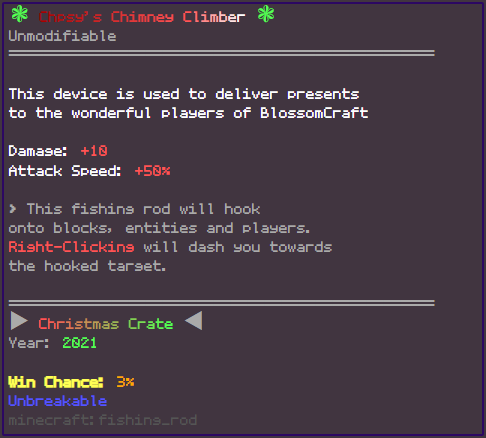 ❃ Chpsy's Chimney Climber ❃
Unmodifiable
This device is used to deliver presents
to the wonderful players of BlossomCraft
Damage: +10
Attack Speed: +50%
> This fishing rod will hook
onto blocks, entities and players.
Right-Clicking will dash you towards
the hooked target.
▶ Christmas Crate ◀
Year: 2021
Win Chance: 3%
Unbreakable
minecraft:fishing_rod